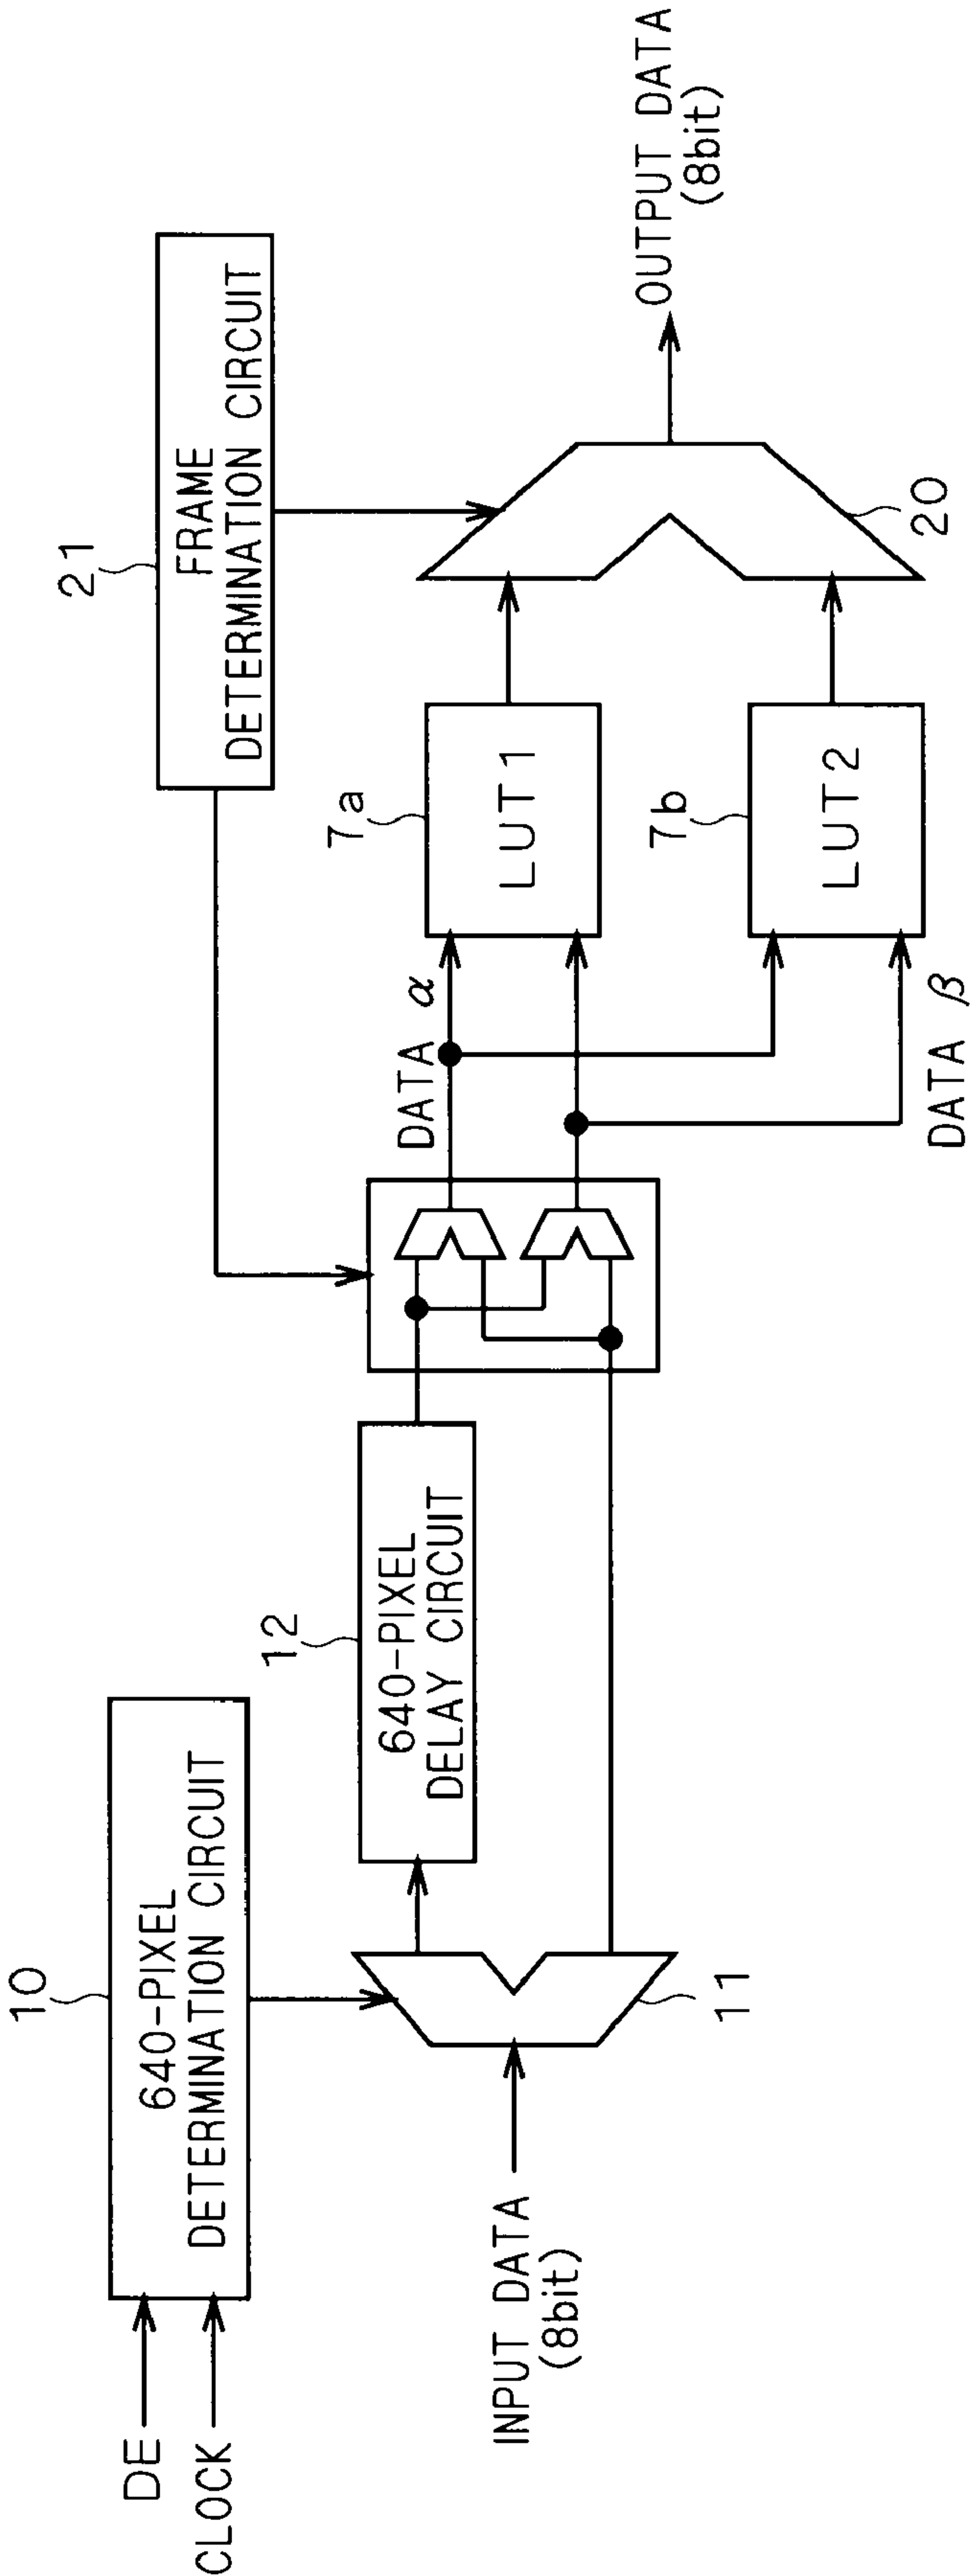 10
640-PIXEL
DETERMINATION CIRCUIT
DE
CLOCK
21
FRAME
DETERMINATION CIRCUIT
12
640-PIXEL
DELAY CIRCUIT
INPUT DATA
(8bit)
11
DATA α
DATA β
7a
LUT1
7b
LUT2
20
OUTPUT DATA
(8bit)